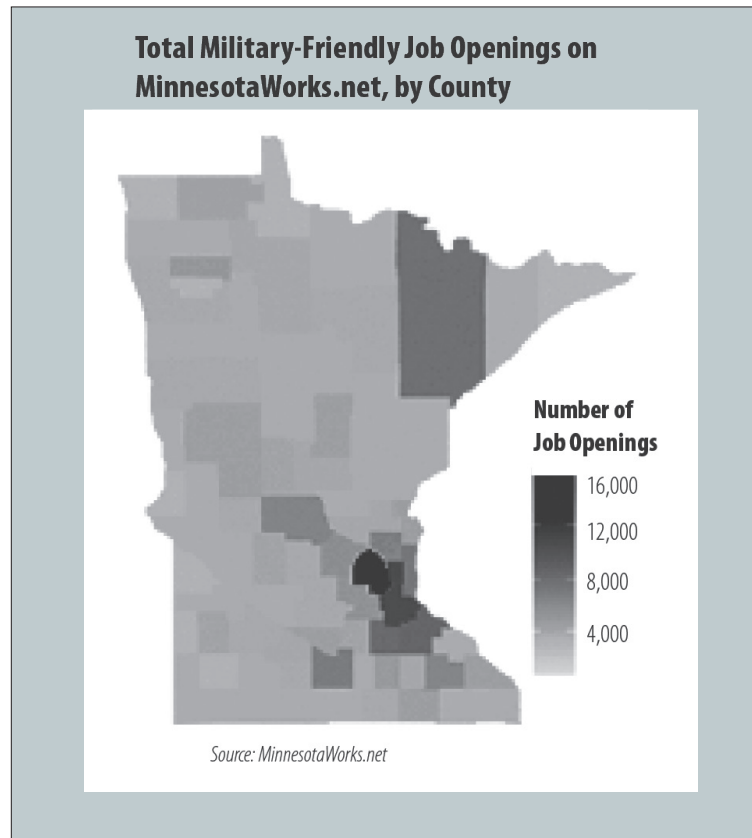 Total Military-Friendly Job Openings on
MinnesotaWorks.net, by County
Number of
Job Openings
16,000
12,000
8,000
4,000
Source: MinnesotaWorks.net